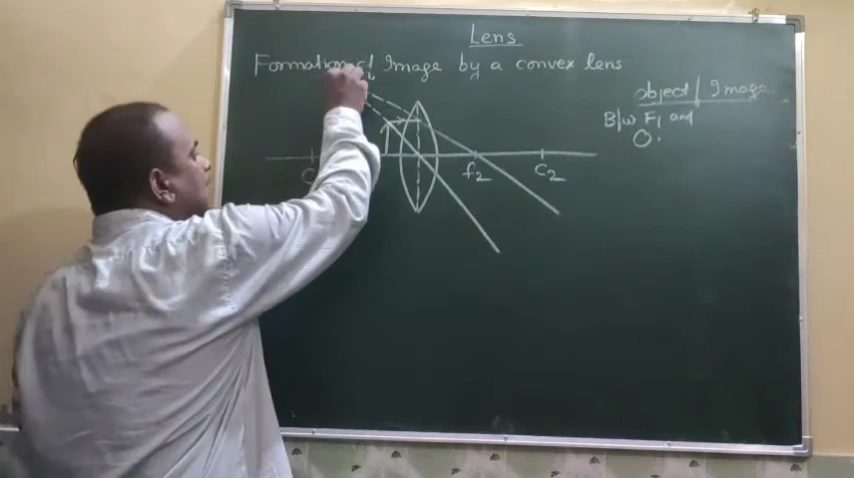 Lens
Formation of Image by a convex lens
object / Image
B/w F1 and
O.
f2
C2